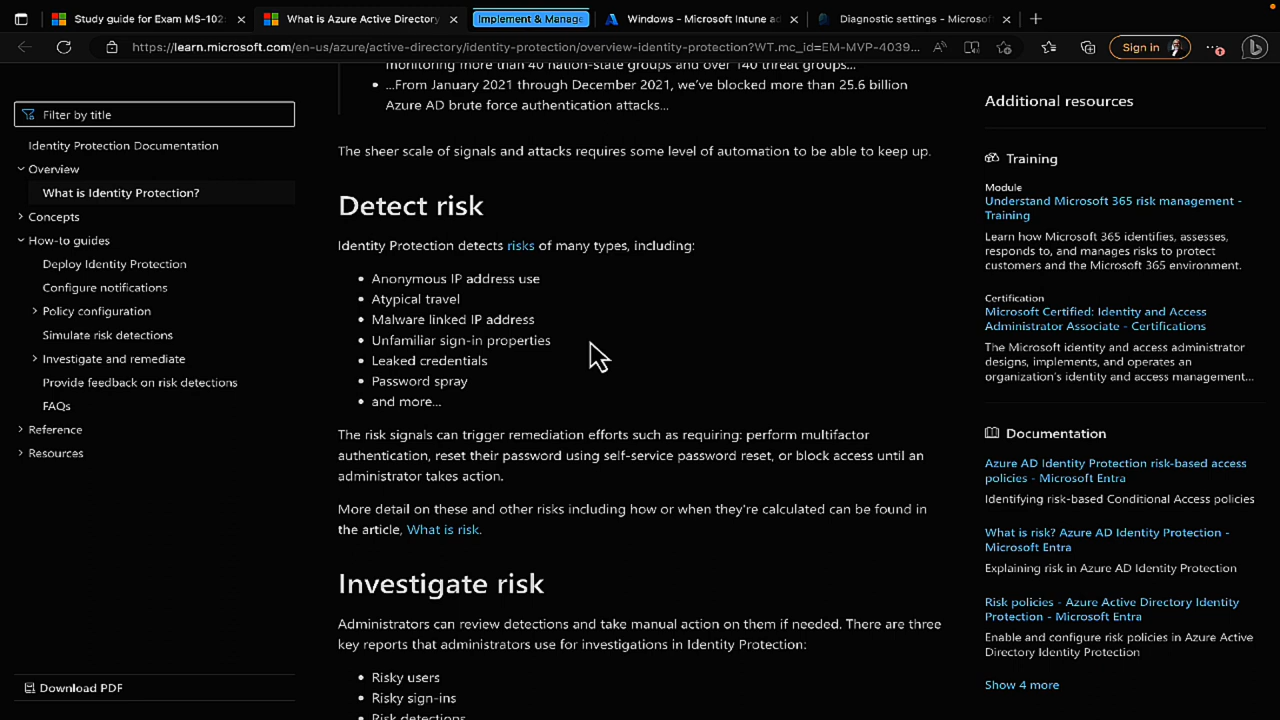 Study guide for Exam MS-102:
What is Azure Active Directory
Implement & Manage
Windows - Microsoft Intune ad
Diagnostic settings - Microsof
https://learn.microsoft.com/en-us/azure/active-directory/identity-protection/overview-identity-protection?WT.mc_id=EM-MVP-4039...
Sign in
Filter by title
Identity Protection Documentation
Overview
What is Identity Protection?
Concepts
How-to guides
Deploy Identity Protection
Configure notifications
Policy configuration
Simulate risk detections
Investigate and remediate
Provide feedback on risk detections
FAQs
Reference
Resources
Download PDF
monitoring more than 40 nation-state groups and over 140 threat groups...
• ...From January 2021 through December 2021, we've blocked more than 25.6 billion
Azure AD brute force authentication attacks...
The sheer scale of signals and attacks requires some level of automation to be able to keep up.
Detect risk
Identity Protection detects risks of many types, including:
• Anonymous IP address use
• Atypical travel
• Malware linked IP address
• Unfamiliar sign-in properties
• Leaked credentials
• Password spray
• and more...
The risk signals can trigger remediation efforts such as requiring: perform multifactor
authentication, reset their password using self-service password reset, or block access until an
administrator takes action.
More detail on these and other risks including how or when they're calculated can be found in
the article, What is risk.
Investigate risk
Administrators can review detections and take manual action on them if needed. There are three
key reports that administrators use for investigations in Identity Protection:
• Risky users
• Risky sign-ins
• Risk detections
Additional resources
Training
Module
Understand Microsoft 365 risk management -
Training
Learn how Microsoft 365 identifies, assesses,
responds to, and manages risks to protect
customers and the Microsoft 365 environment.
Certification
Microsoft Certified: Identity and Access
Administrator Associate - Certifications
The Microsoft identity and access administrator
designs, implements, and operates an
organization's identity and access management...
Documentation
Azure AD Identity Protection risk-based access
policies - Microsoft Entra
Identifying risk-based Conditional Access policies
What is risk? Azure AD Identity Protection -
Microsoft Entra
Explaining risk in Azure AD Identity Protection
Risk policies - Azure Active Directory Identity
Protection - Microsoft Entra
Enable and configure risk policies in Azure Active
Directory Identity Protection
Show 4 more